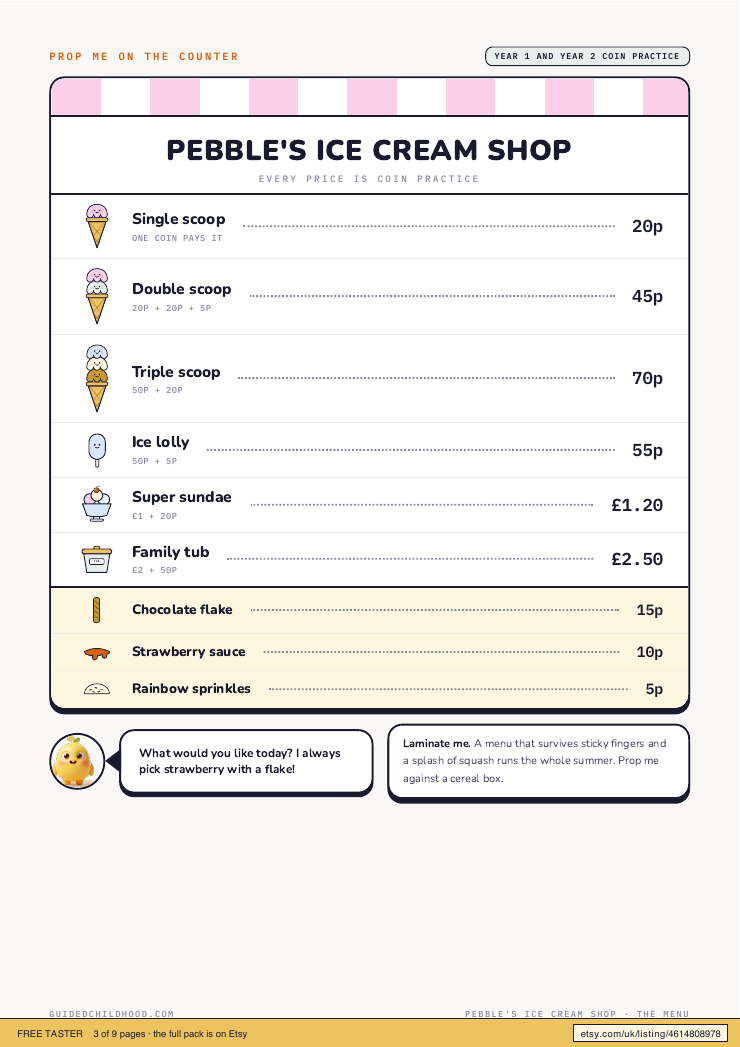 PROP ME ON THE COUNTER
YEAR 1 AND YEAR 2 COIN PRACTICE
PEBBLE'S ICE CREAM SHOP
EVERY PRICE IS COIN PRACTICE
Single scoop 20p
ONE COIN PAYS IT
Double scoop 45p
20P + 20P + 5P
Triple scoop 70p
50P + 20P
Ice lolly 55p
50P + 5P
Super sundae £1.20
£1 + 20P
Family tub £2.50
£2 + 50P
Chocolate flake 15p
Strawberry sauce 10p
Rainbow sprinkles 5p
What would you like today? I always
pick strawberry with a flake!
Laminate me. A menu that survives sticky fingers and
a splash of squash runs the whole summer. Prop me
against a cereal box.
GUIDEDCHILDHOOD.COM
PEBBLE'S ICE CREAM SHOP · THE MENU
FREE TASTER 3 of 9 pages · the full pack is on Etsy
etsy.com/uk/listing/4614808978